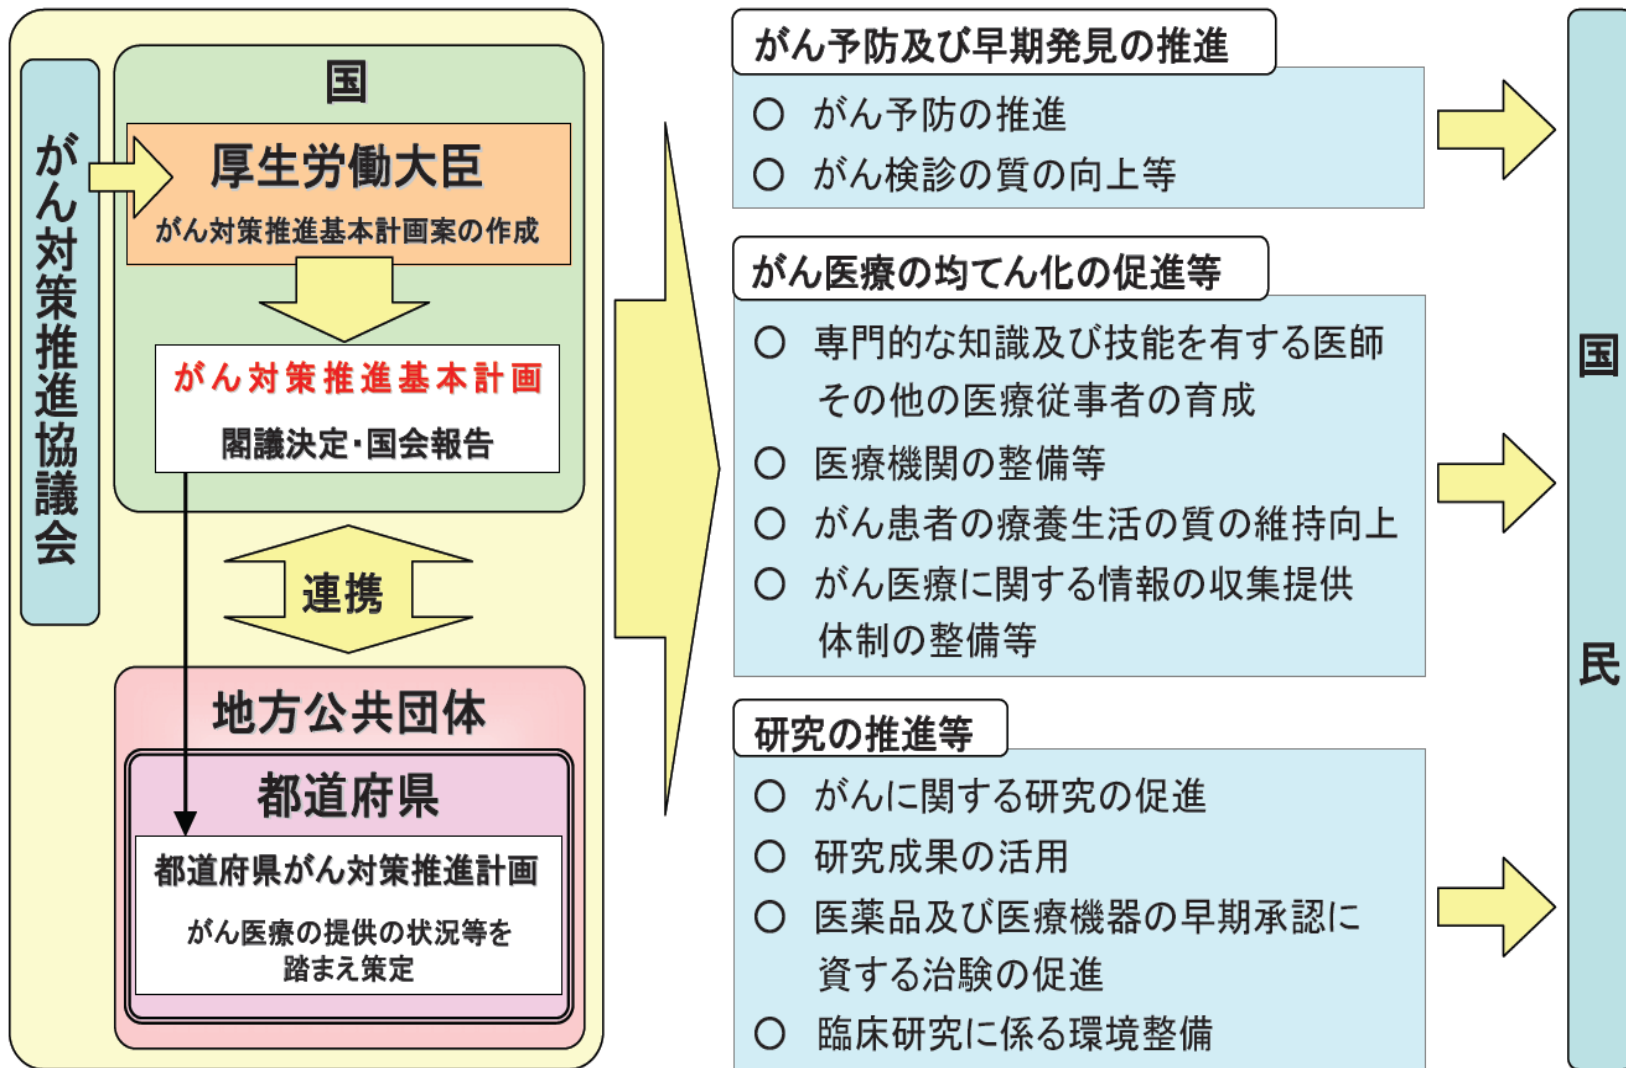 がん対策推進協議会
国
厚生労働大臣
がん対策推進基本計画案の作成
がん対策推進基本計画
閣議決定・国会報告
連携
地方公共団体
都道府県
都道府県がん対策推進計画
がん医療の提供の状況等を
踏まえ策定
がん予防及び早期発見の推進
○ がん予防の推進
○ がん検診の質の向上等
がん医療の均てん化の促進等
○ 専門的な知識及び技能を有する医師
その他の医療従事者の育成
○ 医療機関の整備等
○ がん患者の療養生活の質の維持向上
○ がん医療に関する情報の収集提供
体制の整備等
研究の推進等
○ がんに関する研究の促進
○ 研究成果の活用
○ 医薬品及び医療機器の早期承認に
資する治験の促進
○ 臨床研究に係る環境整備
国民